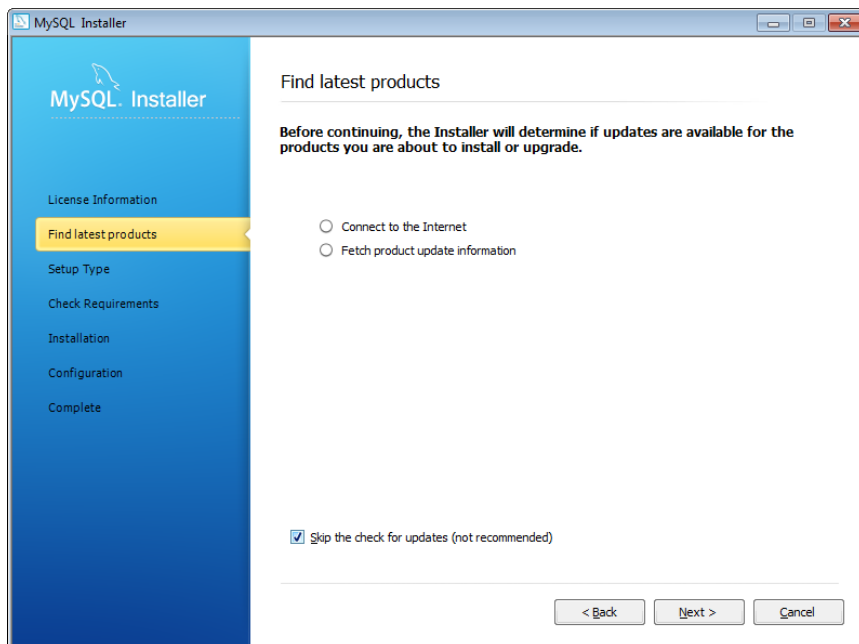 MySQL Installer
MySQL. Installer
License Information
Find latest products
Setup Type
Check Requirements
Installation
Configuration
Complete
Find latest products
Before continuing, the Installer will determine if updates are available for the
products you are about to install or upgrade.
Connect to the Internet
Fetch product update information
Skip the check for updates (not recommended)
< Back
Next >
Cancel